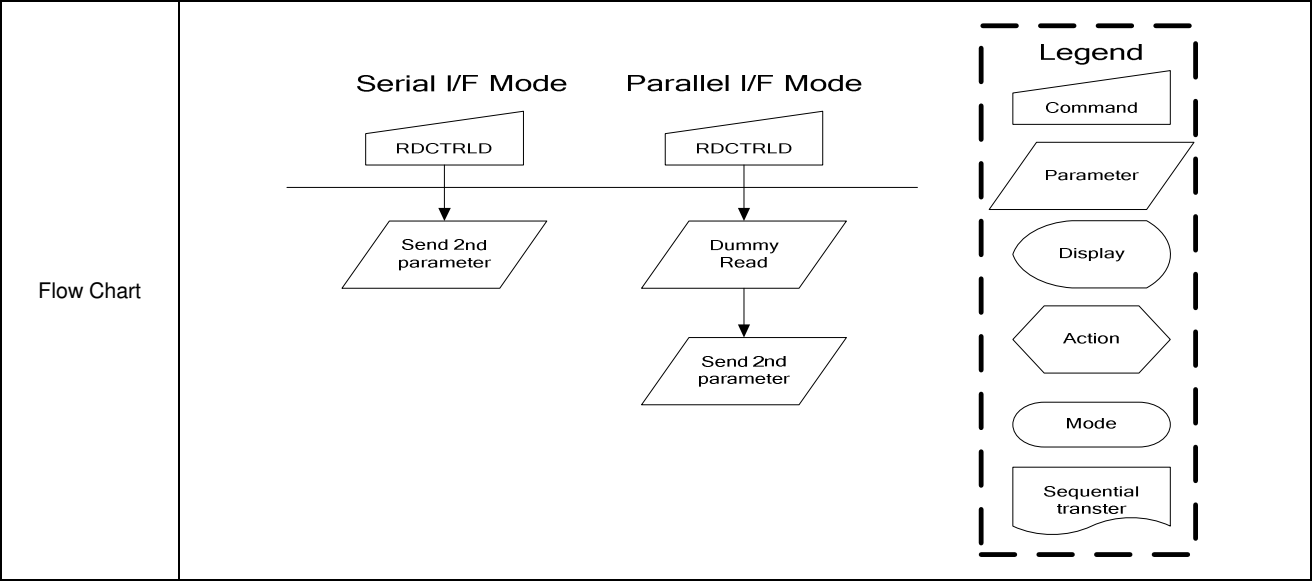 Flow Chart
Serial I/F Mode
RDCTRLD
Send 2nd
parameter
Parallel I/F Mode
RDCTRLD
Dummy
Read
Send 2nd
parameter
Legend
Command
Parameter
Display
Action
Mode
Sequential
transter